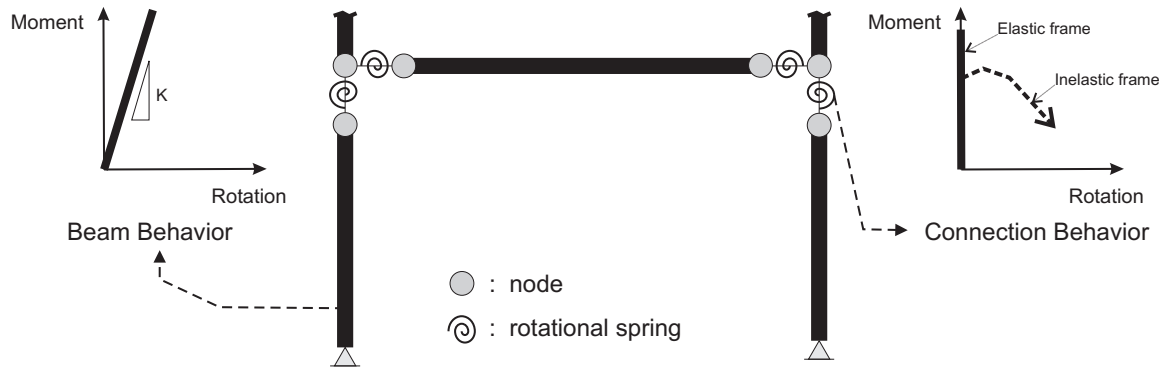 Moment
K
Rotation
Beam Behavior
Moment
Elastic frame
Inelastic frame
Rotation
Connection Behavior
: node
: rotational spring